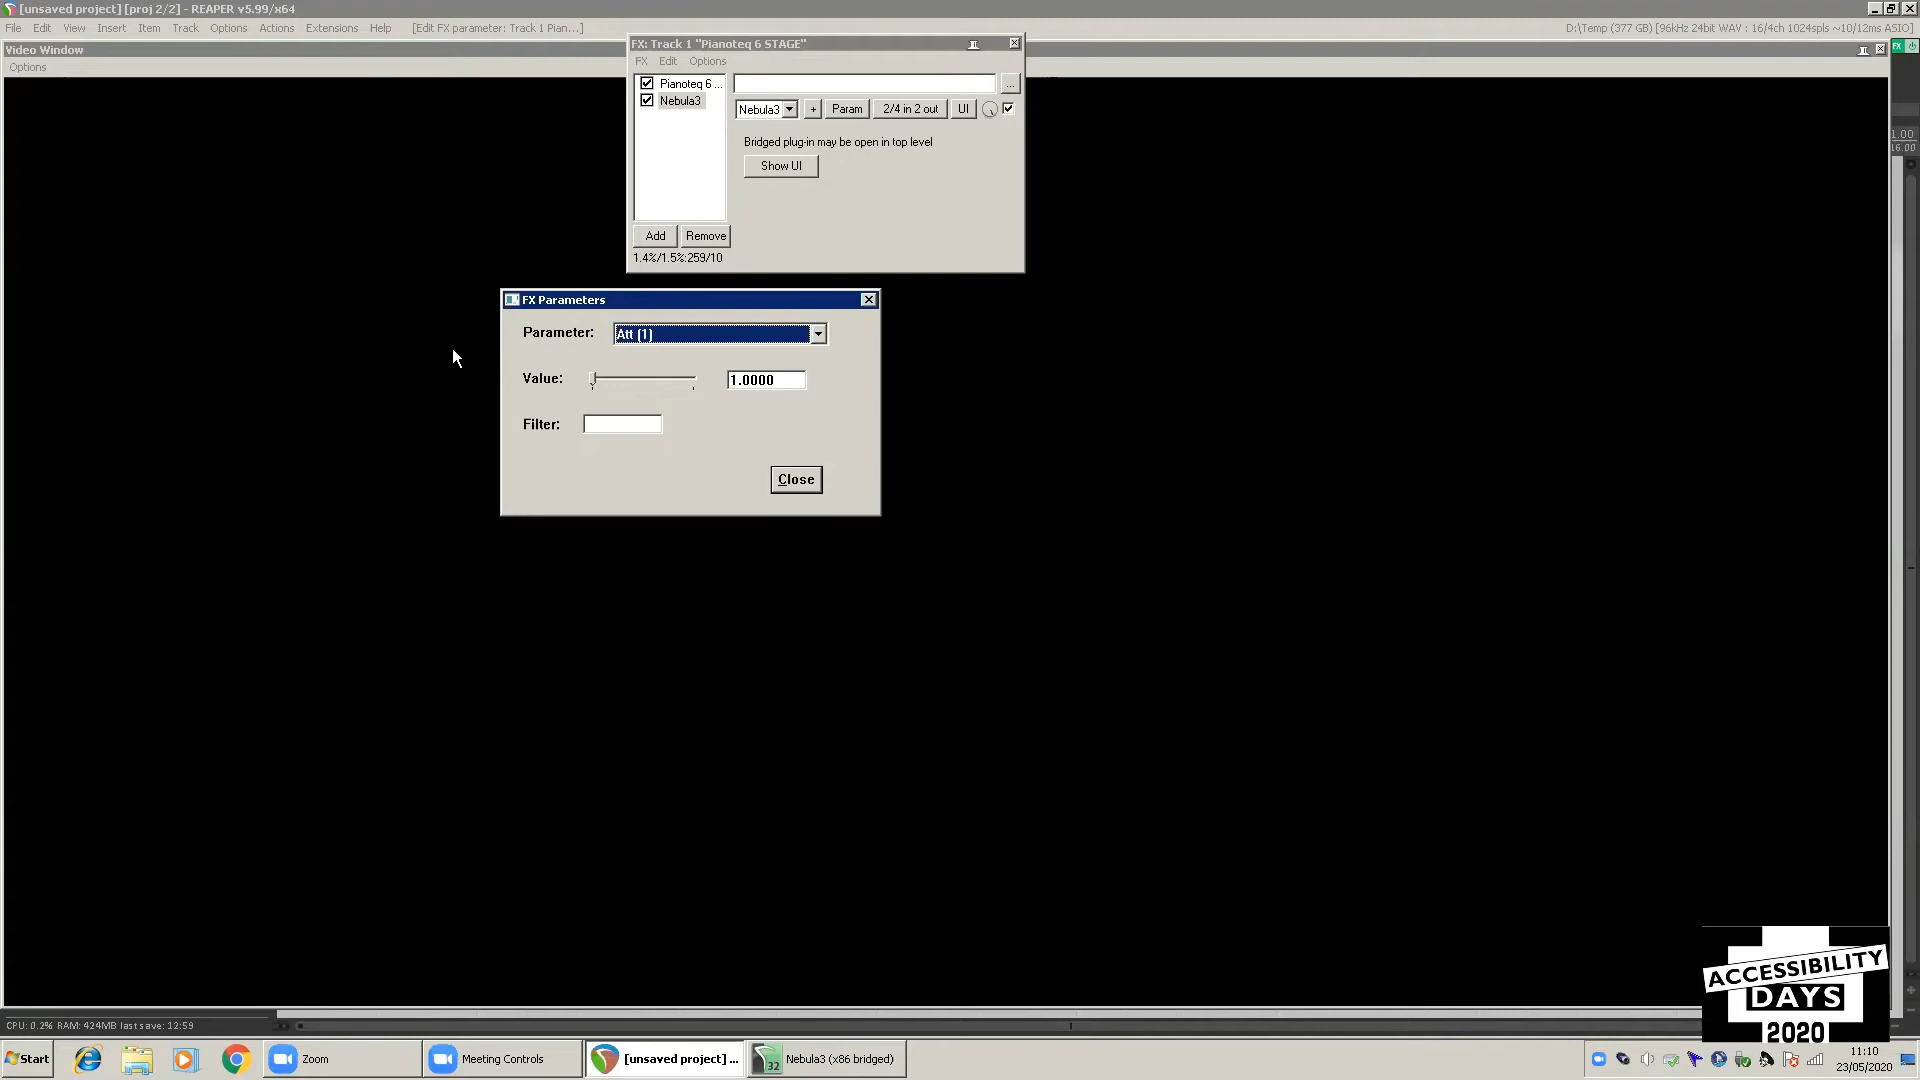 [unsaved project] [proj 2/2] - REAPER v5.99/x64
File Edit View Insert Item Track Options Actions Extensions Help [Edit FX parameter: Track 1 Pian...] D:\Temp (377 GB) [96kHz 24bit WAV : 16/4ch 1024spls ~10/12ms ASIO]
Video Window
Options
FX
FX: Track 1 "Pianoteq 6 STAGE"
FX Edit Options
Pianoteq 6 ...
Nebula3
...
Nebula3 + Param 2/4 in 2 out UI
Bridged plug-in may be open in top level
Show UI
Add Remove
1.4%/1.5% 259/10
1.00
16.00
FX Parameters
Parameter: Att (1)
Value: 1.0000
Filter:
Close
ACCESSIBILITY
DAYS
2020
CPU: 0.2% RAM: 424MB last save: 12:59
Start Zoom Meeting Controls [unsaved project] ... 32 Nebula3 (x86 bridged)
11:10
23/05/2020